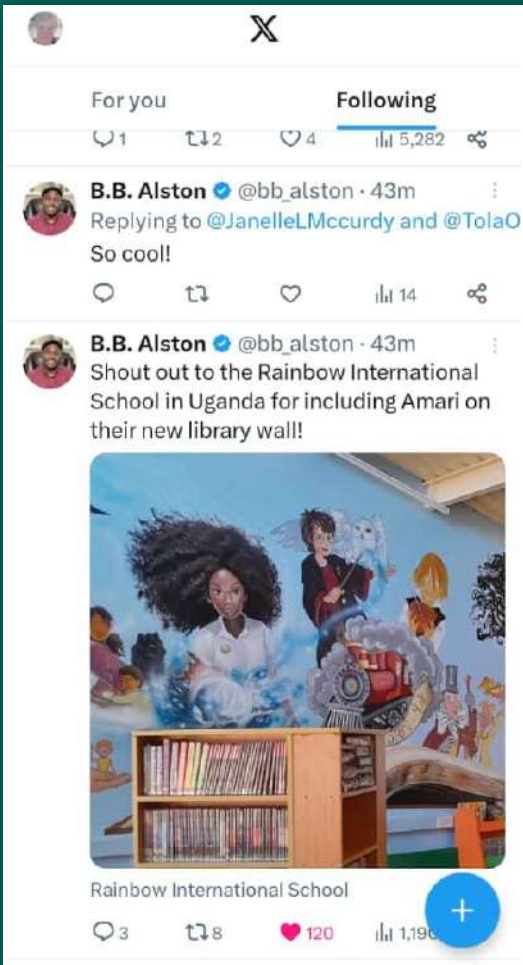 For you Following
1 2 4 5,282
B.B. Alston @bb_alston · 43m
Replying to @JanelleLMccurdy and @TolaO
So cool!
14
B.B. Alston @bb_alston · 43m
Shout out to the Rainbow International
School in Uganda for including Amari on
their new library wall!
Rainbow International School
3 8 120 1,19